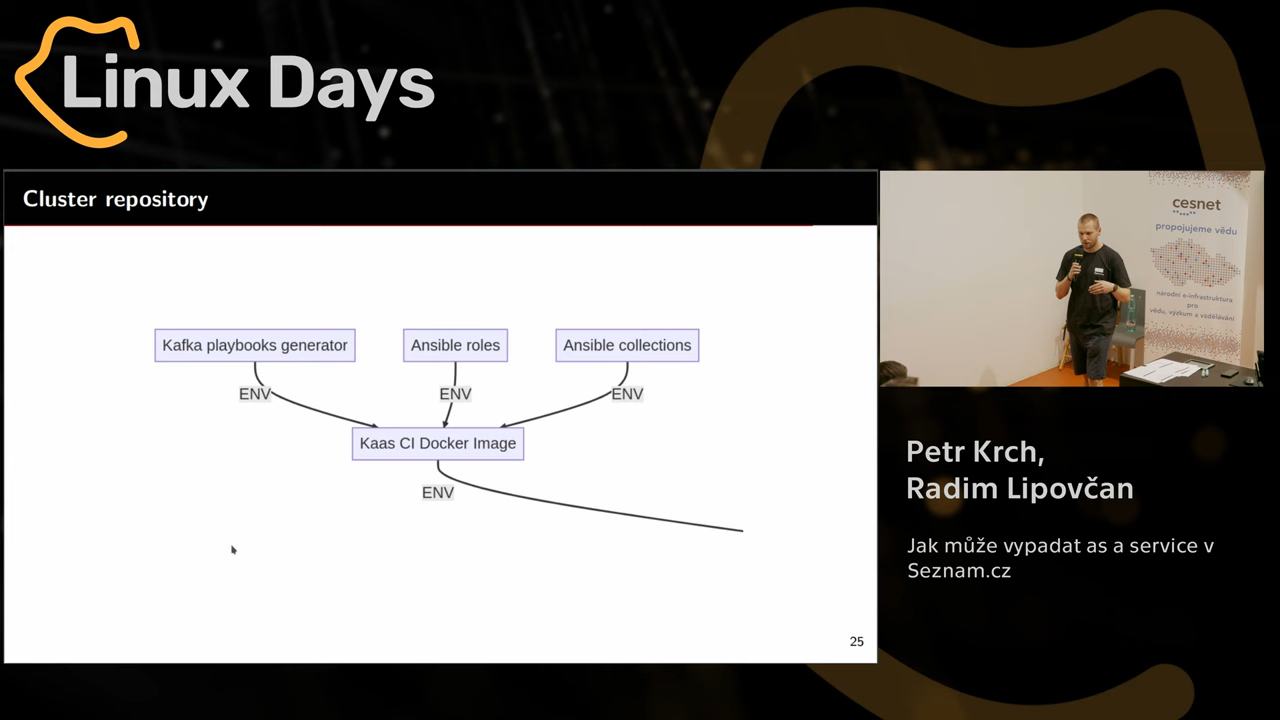 Linux Days
Cluster repository
Kafka playbooks generator
Ansible roles
Ansible collections
ENV
ENV
ENV
Kaas CI Docker Image
ENV
25
cesnet
propojujeme vědu
národní e-infrastruktura
pro
vědu, výzkum a vzdělávání
Petr Krch,
Radim Lipovčan
Jak může vypadat as a service v
Seznam.cz